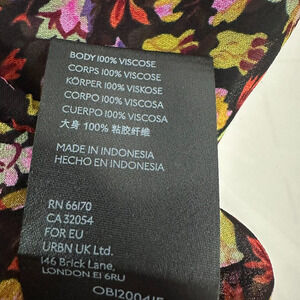 BODY 100% VISCOSE
CORPS 100% VISCOSE
KÖRPER 100% VISKOSE
CORPO 100% VISCOSA
CUERPO 100% VISCOSA
大身 100% 粘胶纤维
MADE IN INDONESIA
HECHO EN INDONESIA
RN 66170
CA 32054
FOR EU
URBN UK Ltd.
146 Brick Lane,
LONDON E1 6RU